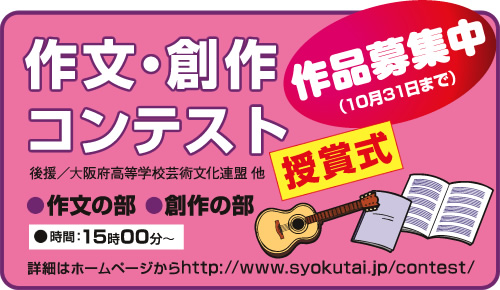 作文・創作
コンテスト
作品募集中
（10月31日まで）
授賞式
後援／大阪府高等学校芸術文化連盟 他
●作文の部 ●創作の部
●時間：15時00分～
詳細はホームページからhttp://www.syokutai.jp/contest/